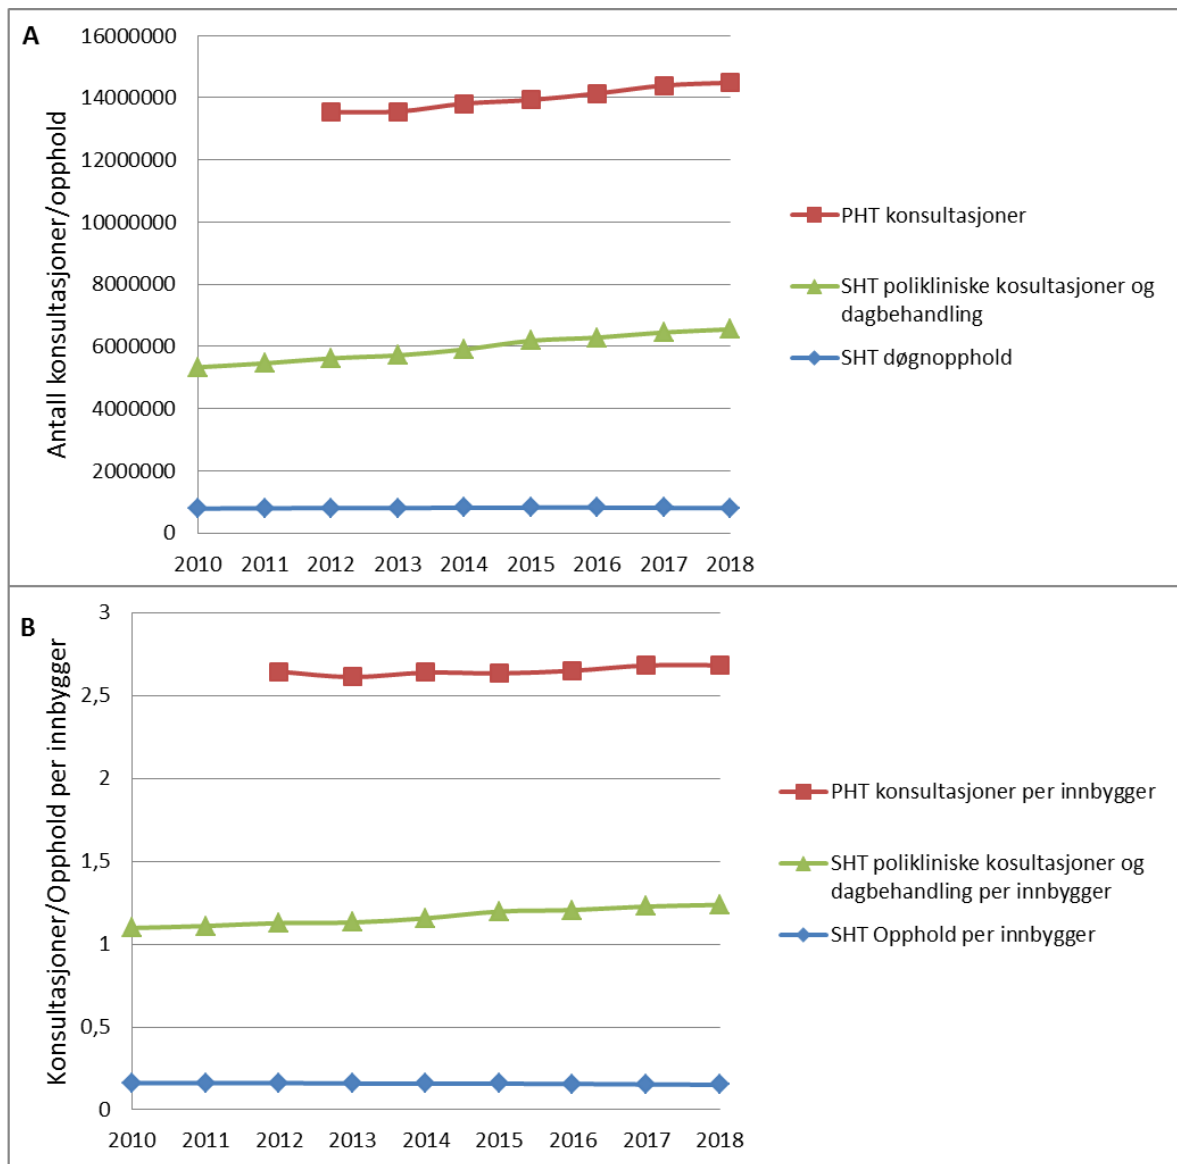 A
Antall konsultasjoner/opphold
16000000
14000000
12000000
10000000
8000000
6000000
4000000
2000000
0
2010 2011 2012 2013 2014 2015 2016 2017 2018
PHT konsultasjoner
SHT polikliniske kosultasjoner og
dagbehandling
SHT døgnopphold
B
Konsultasjoner/Opphold per innbygger
3
2,5
2
1,5
1
0,5
0
2010 2011 2012 2013 2014 2015 2016 2017 2018
PHT konsultasjoner per innbygger
SHT polikliniske kosultasjoner og
dagbehandling per innbygger
SHT Opphold per innbygger